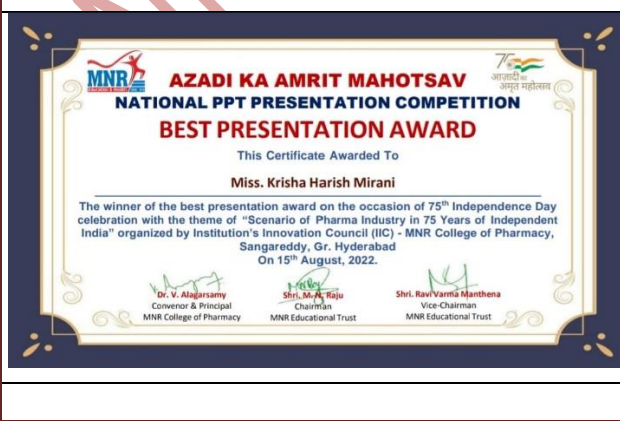 MNR
75
आज़ादी का
अमृत महोत्सव
AZADI KA AMRIT MAHOTSAV
NATIONAL PPT PRESENTATION COMPETITION
BEST PRESENTATION AWARD
This Certificate Awarded To
Miss. Krisha Harish Mirani
The winner of the best presentation award on the occasion of 75th Independence Day
celebration with the theme of “Scenario of Pharma Industry in 75 Years of Independent
India” organized by Institution’s Innovation Council (IIC) - MNR College of Pharmacy,
Sangareddy, Gr. Hyderabad
On 15th August, 2022.
Dr. V. Alagarsamy
Convenor & Principal
MNR College of Pharmacy
Shri. M. N. Raju
Chairman
MNR Educational Trust
Shri. Ravi Varma Manthena
Vice-Chairman
MNR Educational Trust